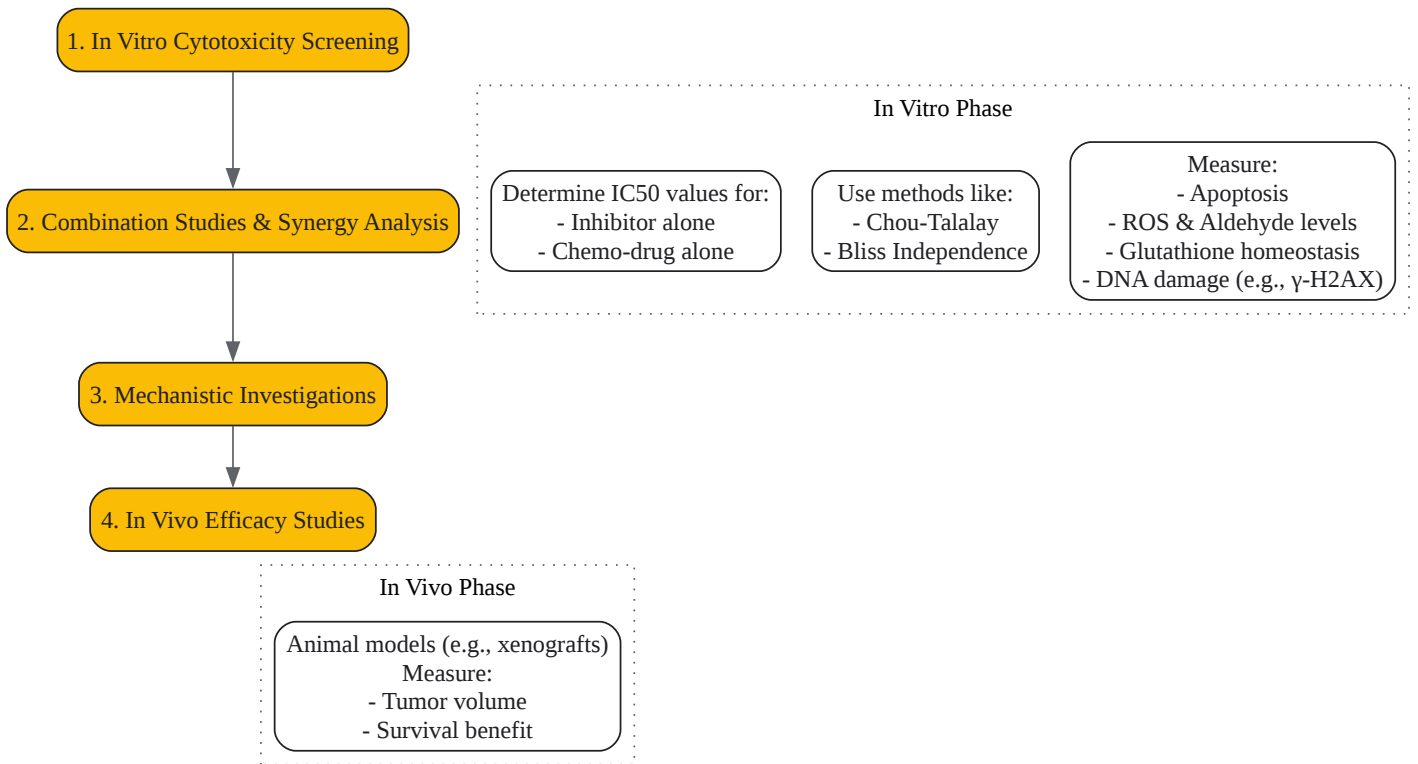 1. In Vitro Cytotoxicity Screening
2. Combination Studies & Synergy Analysis
3. Mechanistic Investigations
4. In Vivo Efficacy Studies
In Vitro Phase
Determine IC50 values for:
- Inhibitor alone
- Chemo-drug alone
Use methods like:
- Chou-Talalay
- Bliss Independence
Measure:
- Apoptosis
- ROS & Aldehyde levels
- Glutathione homeostasis
- DNA damage (e.g., γ-H2AX)
In Vivo Phase
Animal models (e.g., xenografts)
Measure:
- Tumor volume
- Survival benefit